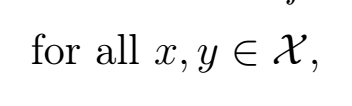 for all x, y ∈ 𝒳,